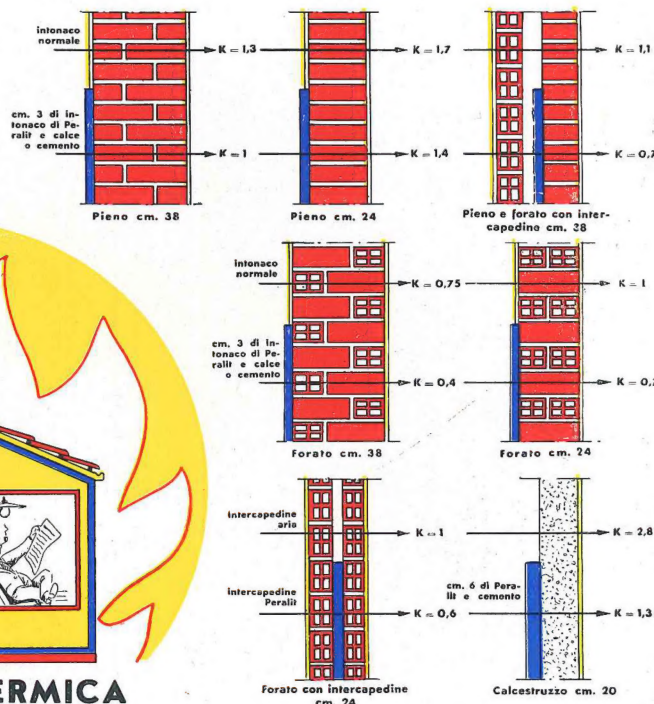 intonaco
normale
K = 1,3
K = 1,7
K = 1,1
cm. 3 di in-
tonaco di Pe-
ralit e calce
o cemento
K = 1
K = 1,4
Pieno cm. 38
Pieno cm. 24
Pieno e forato con inter-
capedine cm. 38
intonaco
normale
K = 0,75
K = 1
cm. 3 di in-
tonaco di Pe-
ralit e calce
o cemento
K = 0,4
Forato cm. 38
Forato cm. 24
intercapedine
aria
K = 1
K = 2,8
intercapedine
Peralit
K = 0,6
cm. 6 di Pera-
lit e cemento
K = 1,3
Forato con intercapedine
cm. 24
Calcestruzzo cm. 20
ERMICA